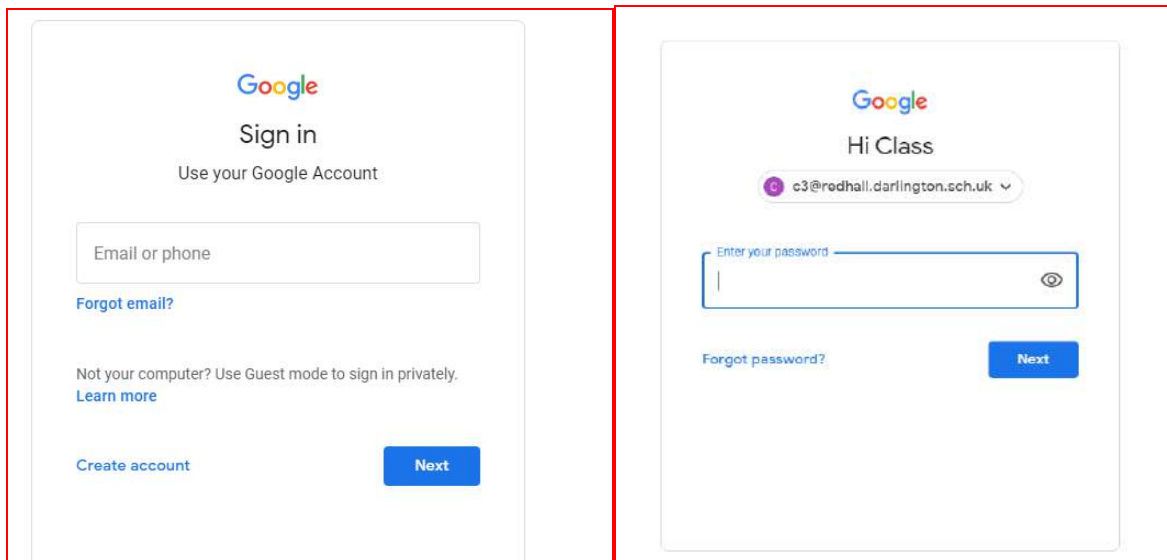 Google
Sign in
Use your Google Account
Email or phone
Forgot email?
Not your computer? Use Guest mode to sign in privately.
Learn more
Create account
Next
Google
Hi Class
C c3@redhall.darlington.sch.uk
Enter your password
Forgot password?
Next